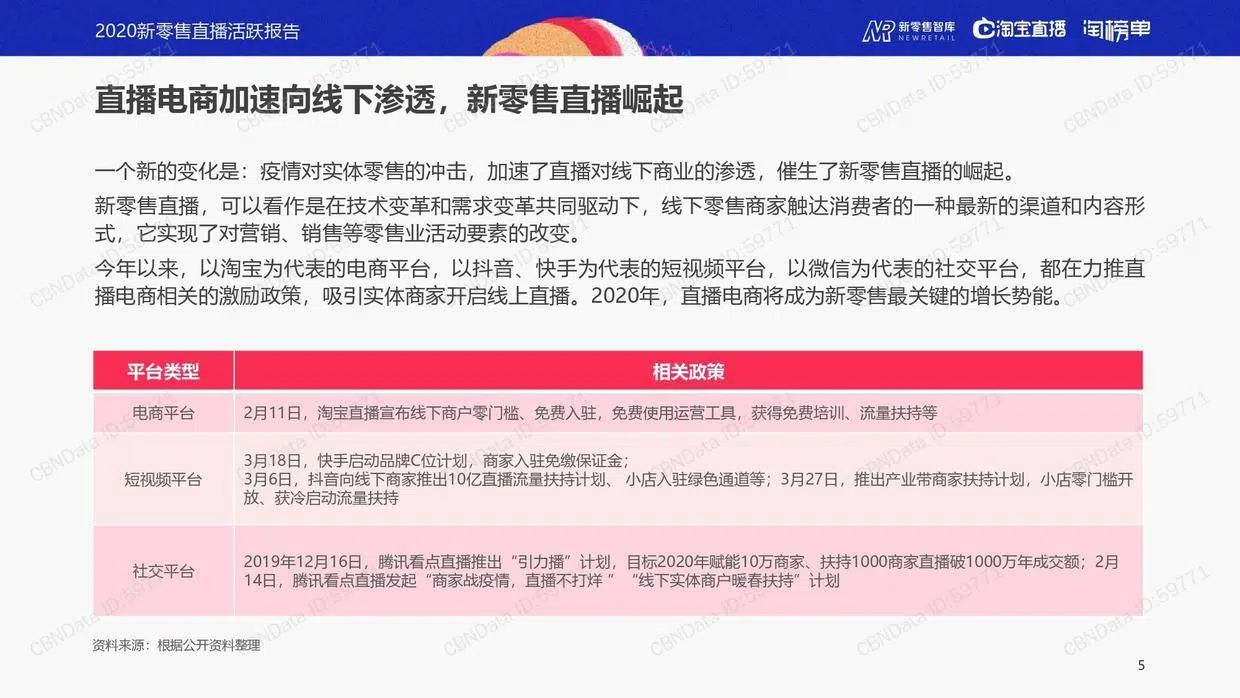 2020新零售直播活跃报告
新零售智库
NEWRETAIL
淘宝直播
淘榜单
直播电商加速向线下渗透，新零售直播崛起
一个新的变化是：疫情对实体零售的冲击，加速了直播对线下商业的渗透，催生了新零售直播的崛起。
新零售直播，可以看作是在技术变革和需求变革共同驱动下，线下零售商家触达消费者的一种最新的渠道和内容形
式，它实现了对营销、销售等零售业活动要素的改变。
今年以来，以淘宝为代表的电商平台，以抖音、快手为代表的短视频平台，以微信为代表的社交平台，都在力推直
播电商相关的激励政策，吸引实体商家开启线上直播。2020年，直播电商将成为新零售最关键的增长势能。
平台类型
相关政策
电商平台
2月11日，淘宝直播宣布线下商户零门槛、免费入驻，免费使用运营工具，获得免费培训、流量扶持等
短视频平台
3月18日，快手启动品牌C位计划，商家入驻免缴保证金；
3月6日，抖音向线下商家推出10亿直播流量扶持计划、 小店入驻绿色通道等；3月27日，推出产业带商家扶持计划，小店零门槛开
放、获冷启动流量扶持
社交平台
2019年12月16日，腾讯看点直播推出“引力播”计划，目标2020年赋能10万商家、扶持1000商家直播破1000万年成交额；2月
14日，腾讯看点直播发起“商家战疫情，直播不打烊 ” “线下实体商户暖春扶持”计划
资料来源：根据公开资料整理
5
CBNData ID:59771